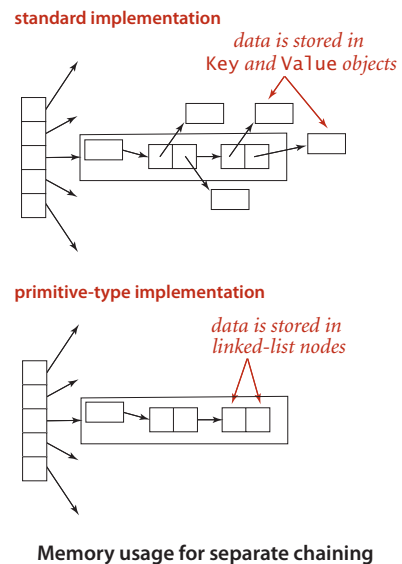 standard implementation
data is stored in
Key and Value objects
primitive-type implementation
data is stored in
linked-list nodes
Memory usage for separate chaining